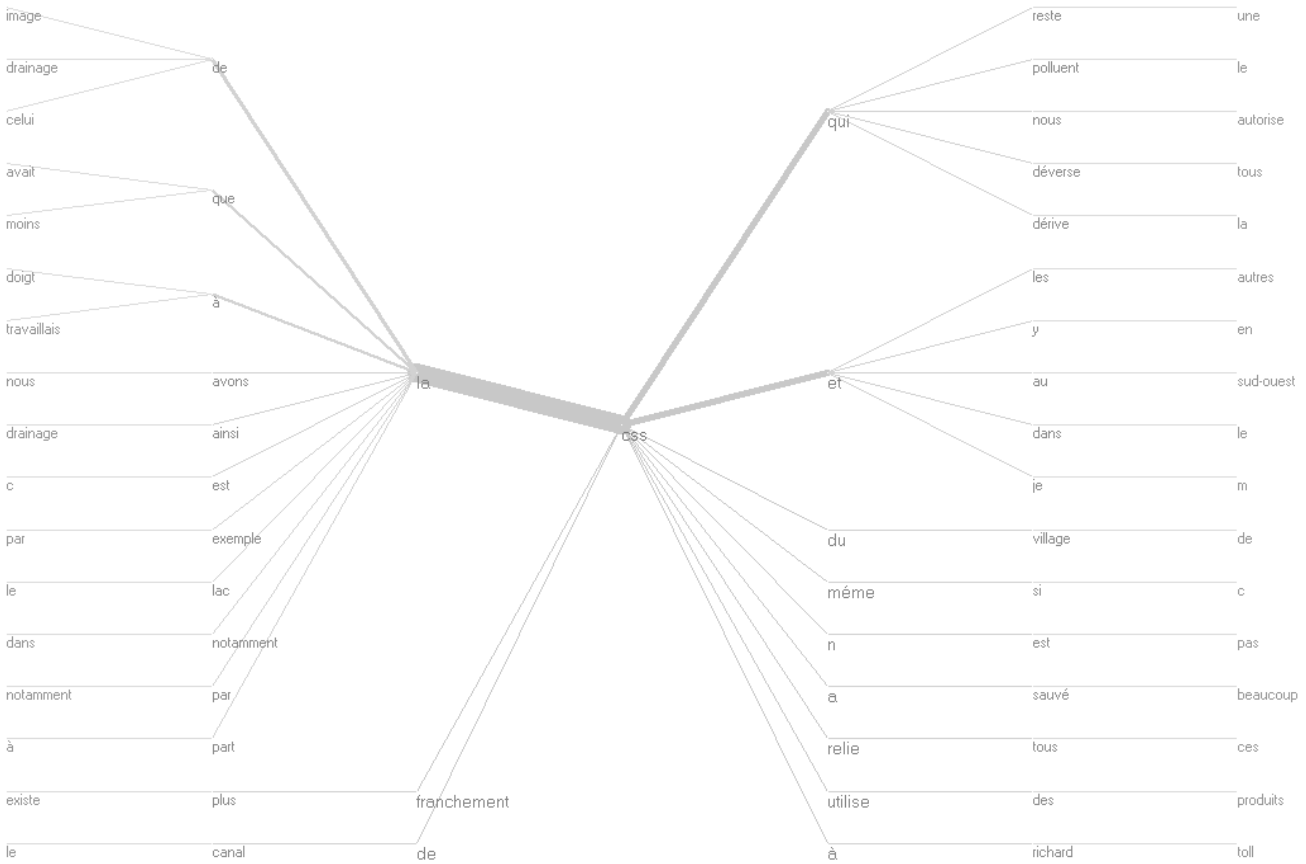 image reste une
drainage de polluent le
celui qui nous autorise
avait déverse tous
moins que dérive la
doigt les autres
travaillais à y en
nous avons la et au sud-ouest
drainage ainsi css dans le
c est je m
par exemple du village de
le lac méme si c
dans notamment n est pas
notamment par a sauvé beaucoup
à part relie tous ces
existe plus franchement utilise des produits
le canal de à richard toll